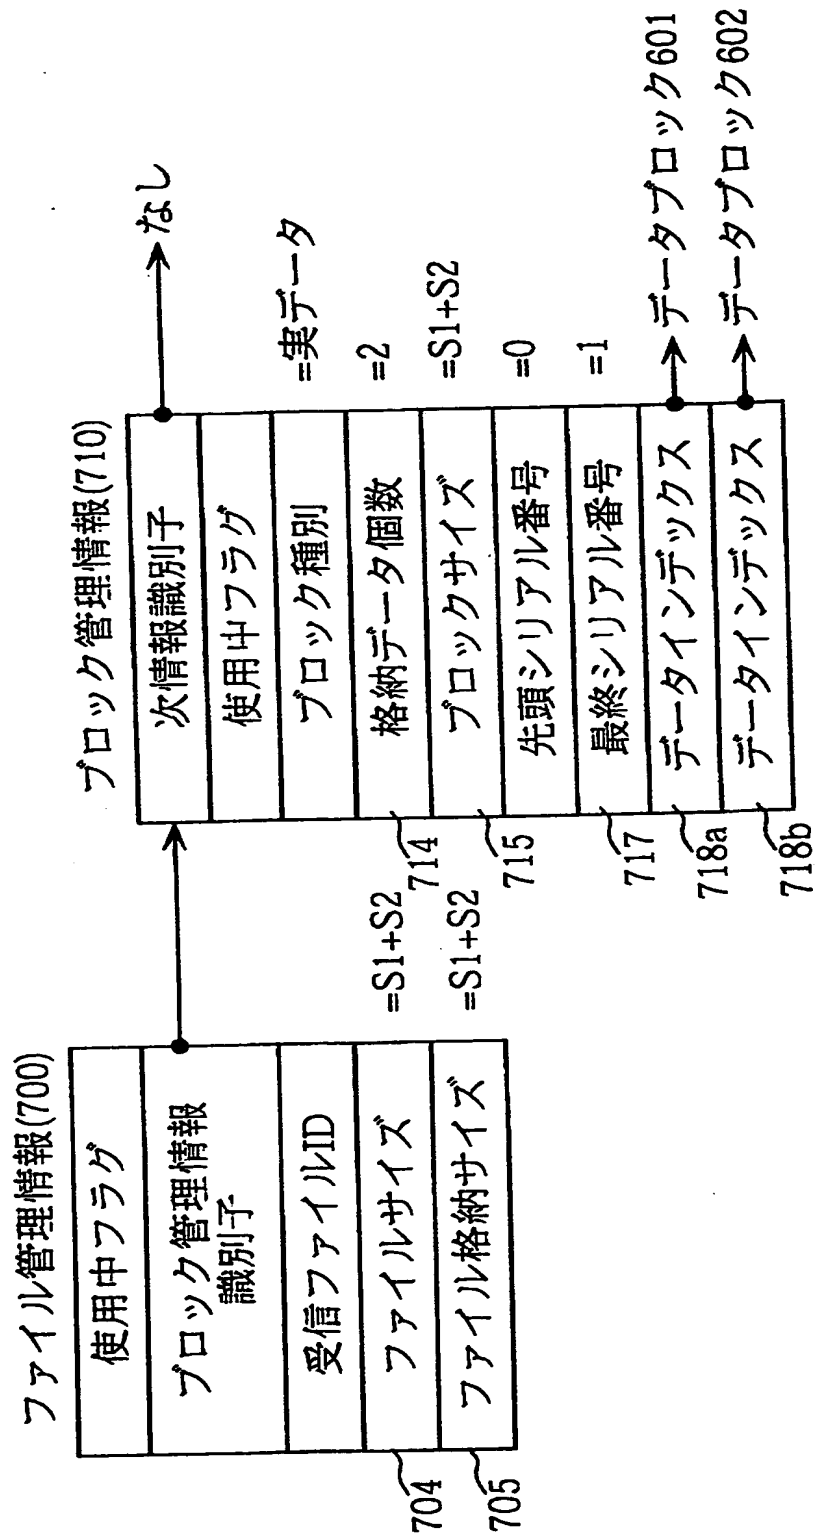 ファイル管理情報(700)
使用中フラグ
ブロック管理情報
識別子
受信ファイルID
ファイルサイズ
=S1+S2
704
ファイル格納サイズ
=S1+S2
705
ブロック管理情報(710)
次情報識別子
なし
使用中フラグ
ブロック種別
=実データ
格納データ個数
=2
714
ブロックサイズ
=S1+S2
715
先頭シリアル番号
=0
最終シリアル番号
=1
717
データインデックス
データブロック601
718a
データインデックス
データブロック602
718b